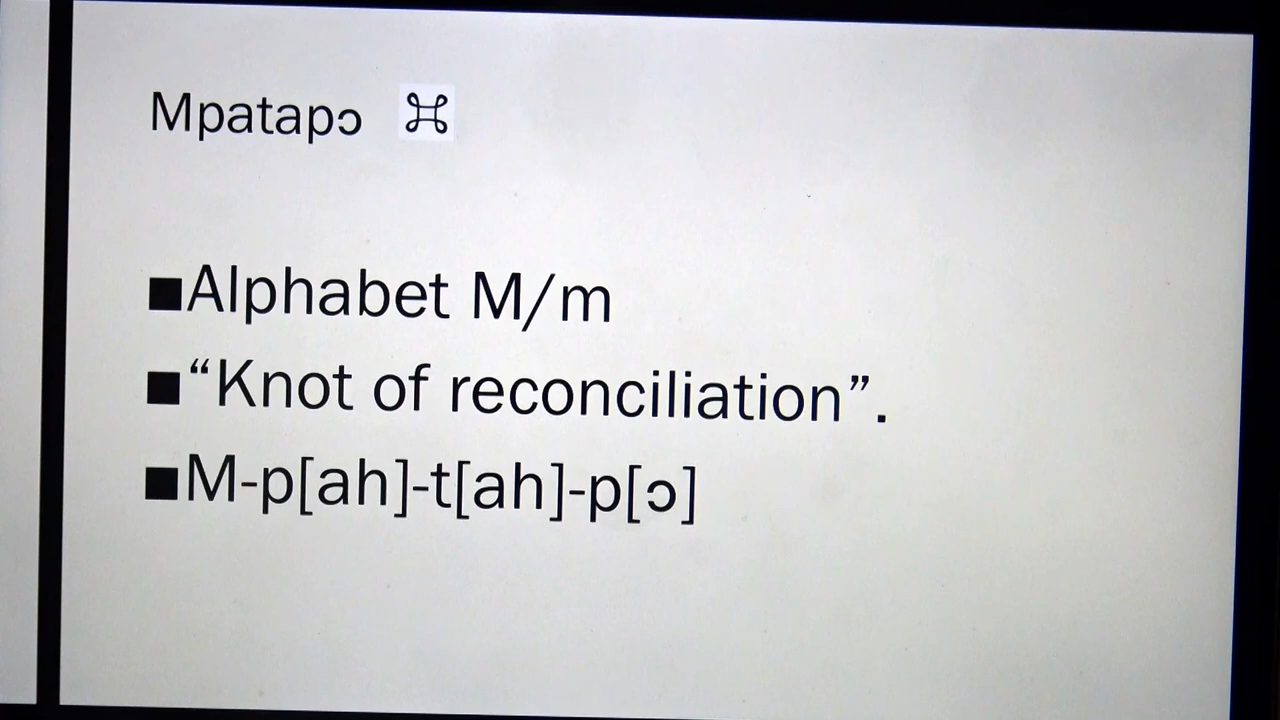 Mpatapɔ ⌘
■Alphabet M/m
■“Knot of reconciliation”.
■M-p[ah]-t[ah]-p[ɔ]